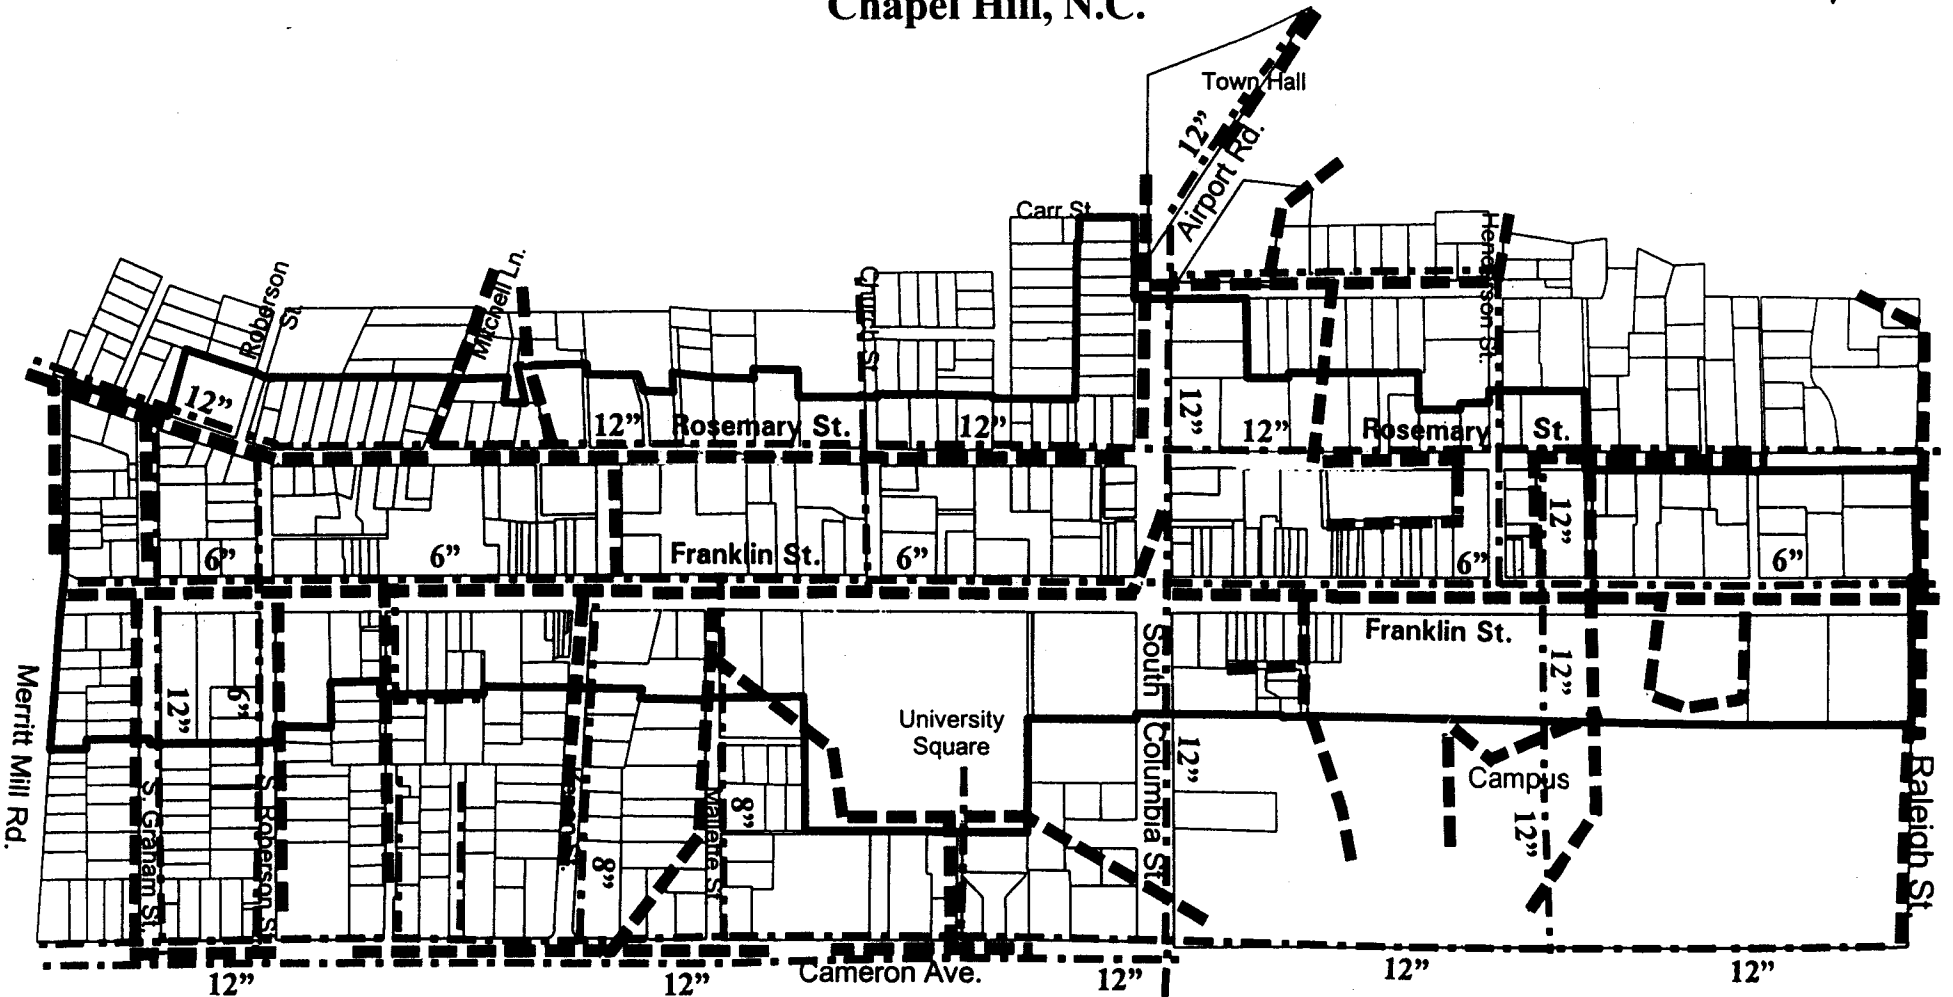 Chapel Hill, N.C.
Town Hall
12”
Airport Rd.
Carr St.
Henderson St.
Roberson
St.
Mitchell Ln.
Church St.
12”
12”
Rosemary St.
12”
12”
12”
Rosemary
St.
12”
6”
6”
Franklin St.
6”
6”
6”
Franklin St.
12”
Merritt Mill Rd.
12”
6”
University
Square
South
Columbia St.
12”
Campus
12”
Raleigh St.
S. Graham St.
S. Roberson St.
8”
Mallette St.
8”
12”
12”
Cameron Ave.
12”
12”
12”